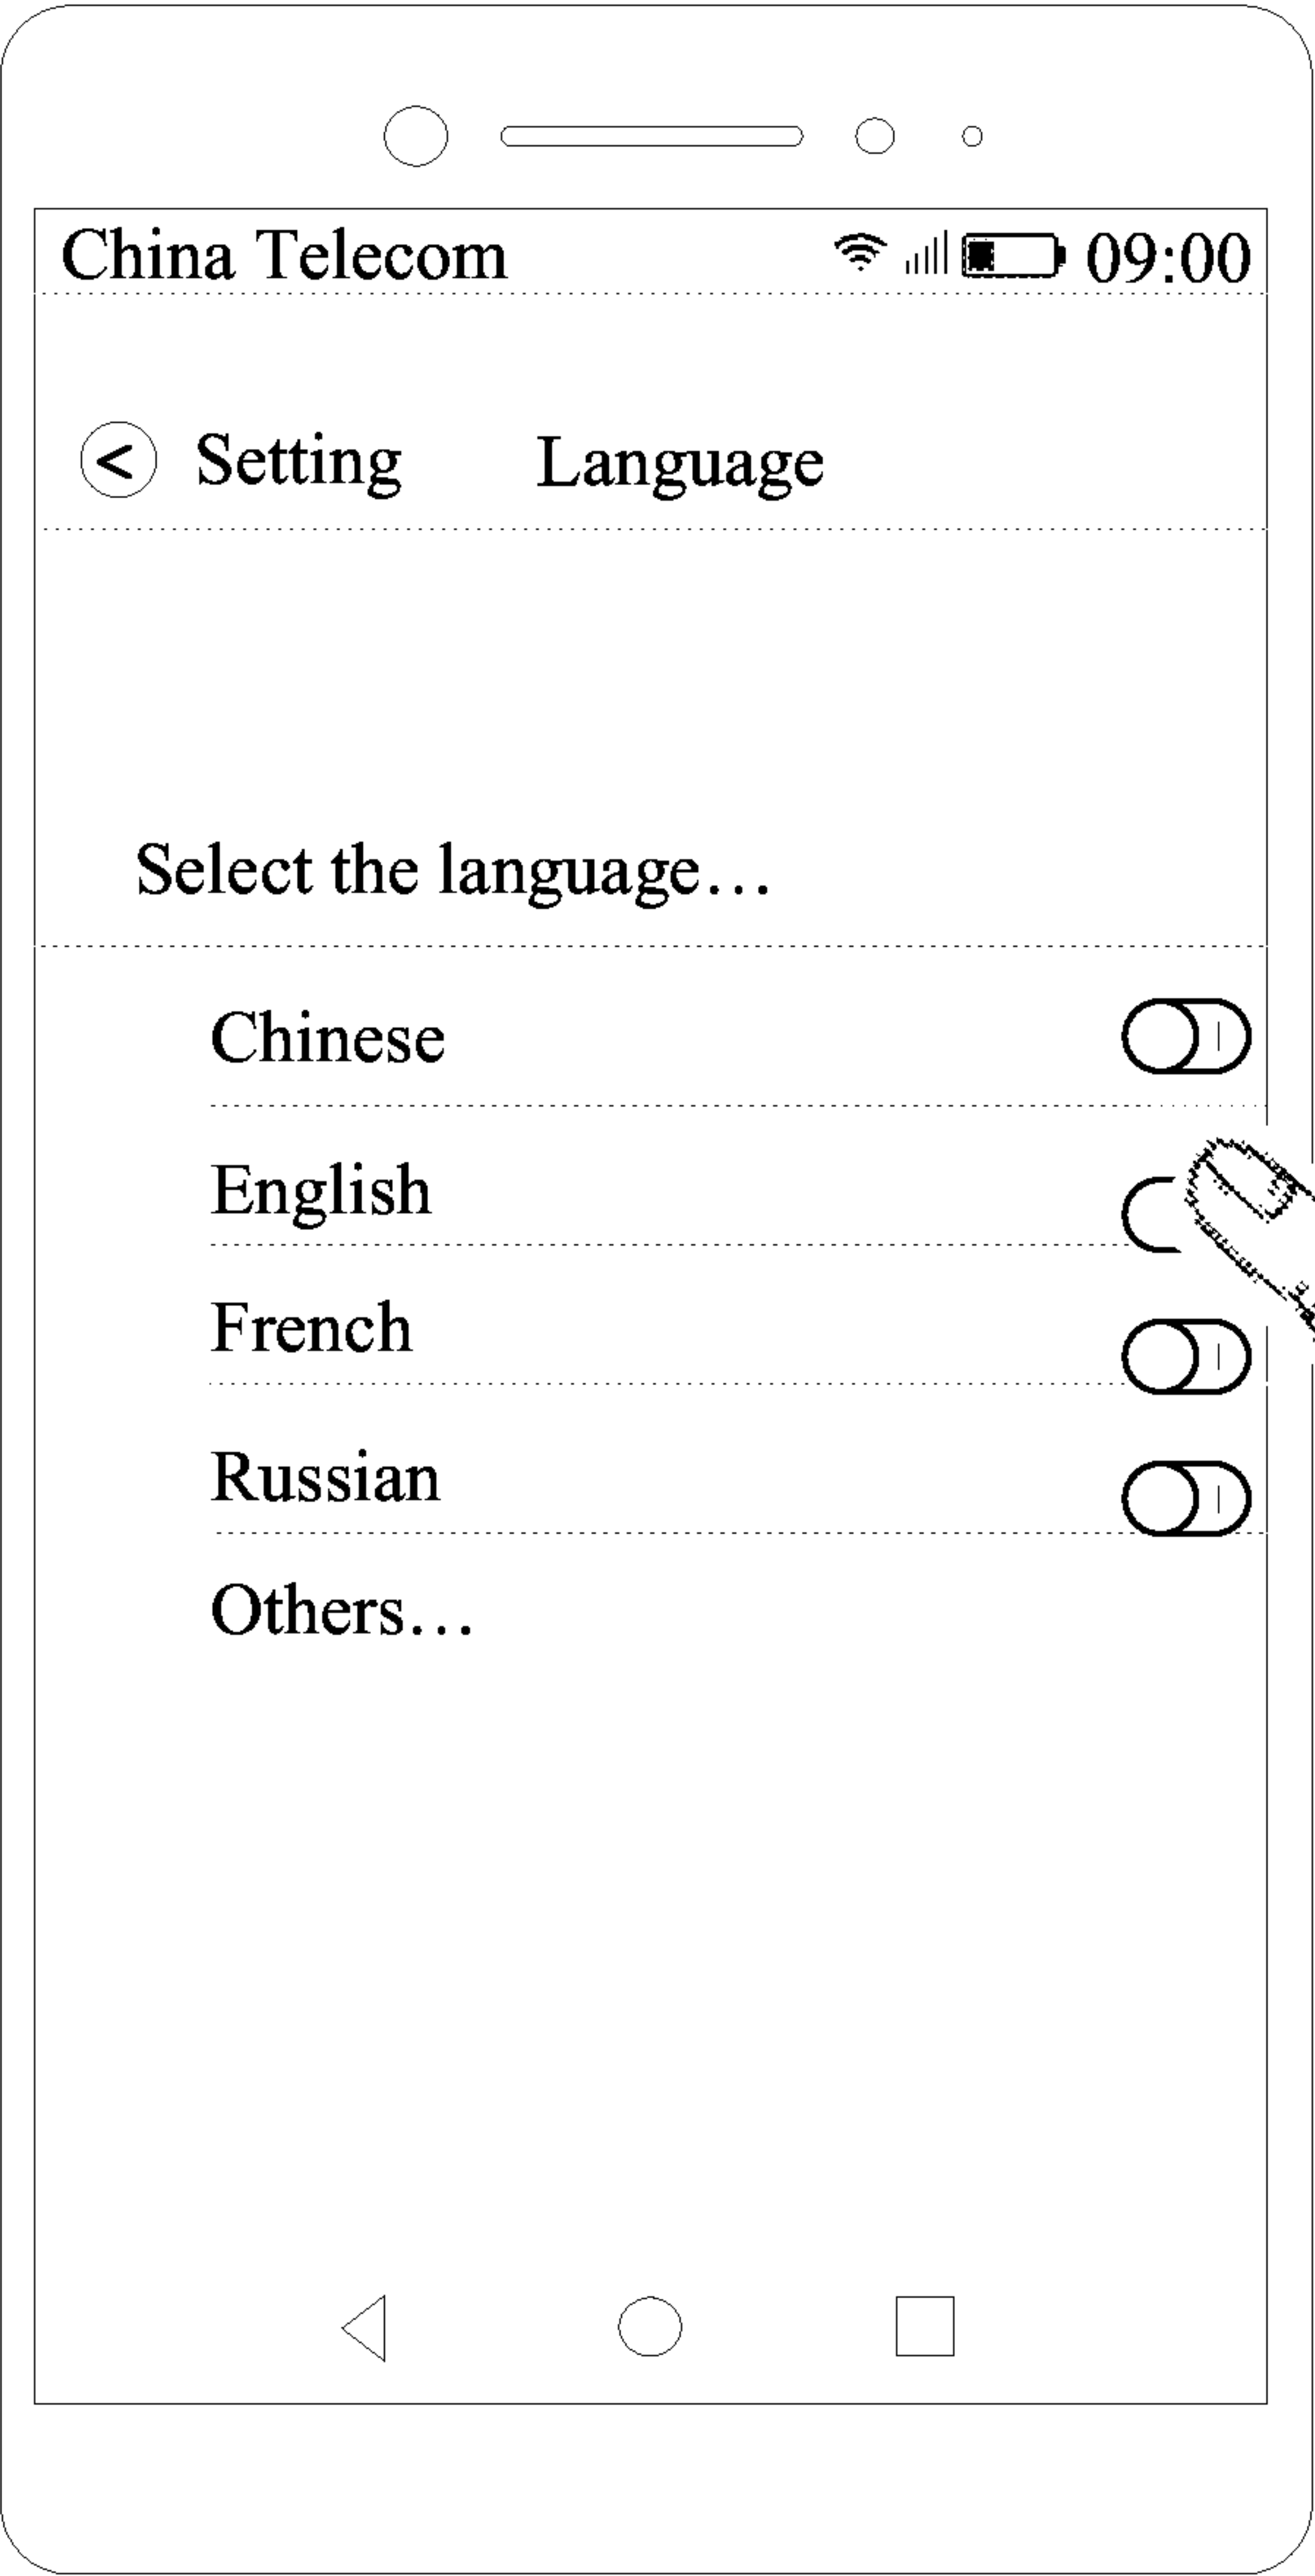 China Telecom 09:00
< Setting Language
Select the language…
Chinese
English
French
Russian
Others…